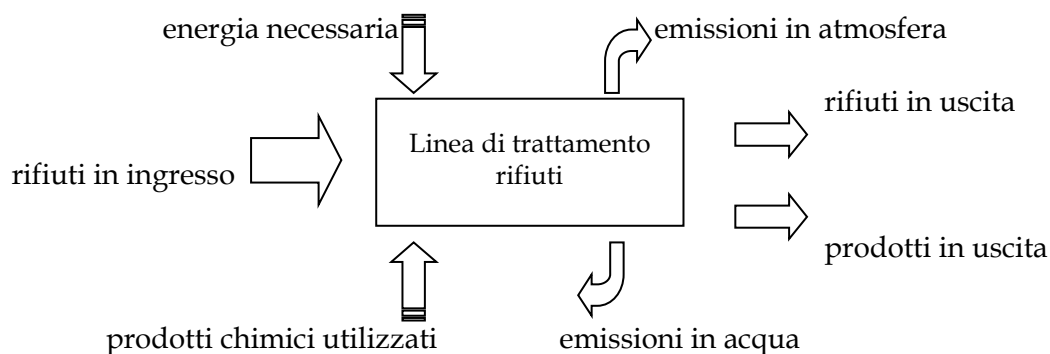 energia necessaria
emissioni in atmosfera
rifiuti in uscita
Linea di trattamento
rifiuti
rifiuti in ingresso
prodotti in uscita
prodotti chimici utilizzati
emissioni in acqua